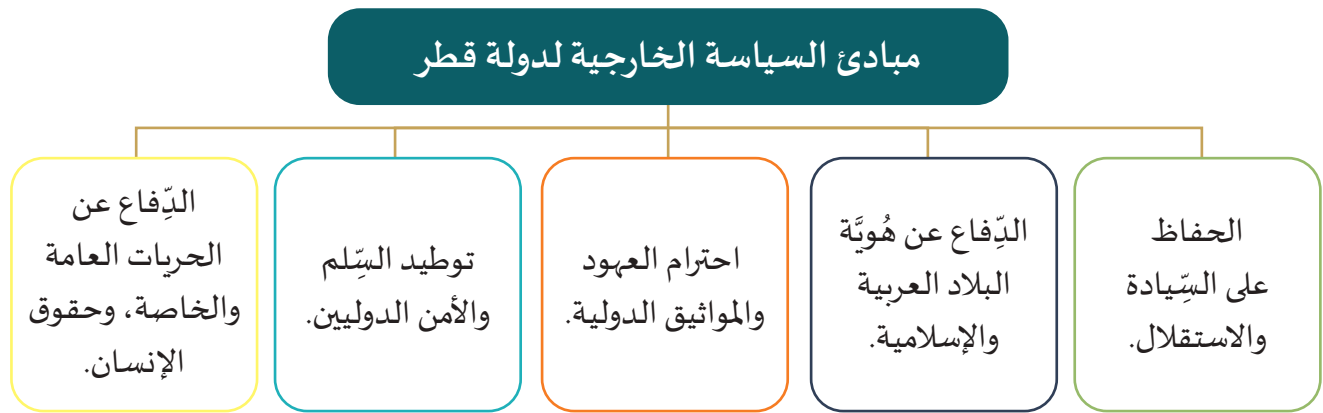 مبادئ السياسة الخارجية لدولة قطر
الحفاظ
على السِّيادة
والاستقلال.
الدِّفاع عن هُويَّة
البلاد العربية
والإسلامية.
احترام العهود
والمواثيق الدولية.
توطيد السِّلم
والأمن الدوليين.
الدِّفاع عن
الحريات العامة
والخاصة، وحقوق
الإنسان.